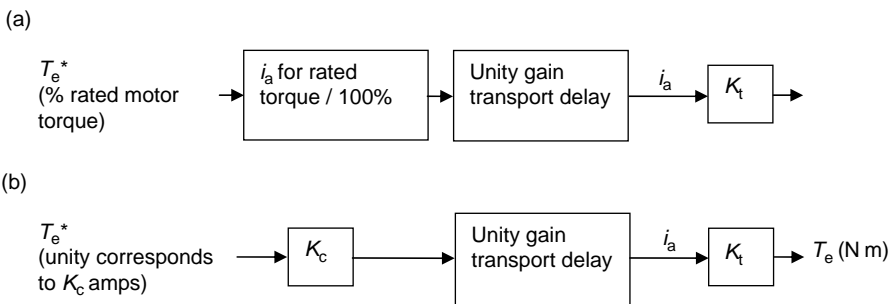 (a)
T_e*
(% rated motor
torque)
i_a for rated
torque / 100%
Unity gain
transport delay
i_a
K_t
(b)
T_e*
(unity corresponds
to K_c amps)
K_c
Unity gain
transport delay
i_a
K_t
T_e (N m)